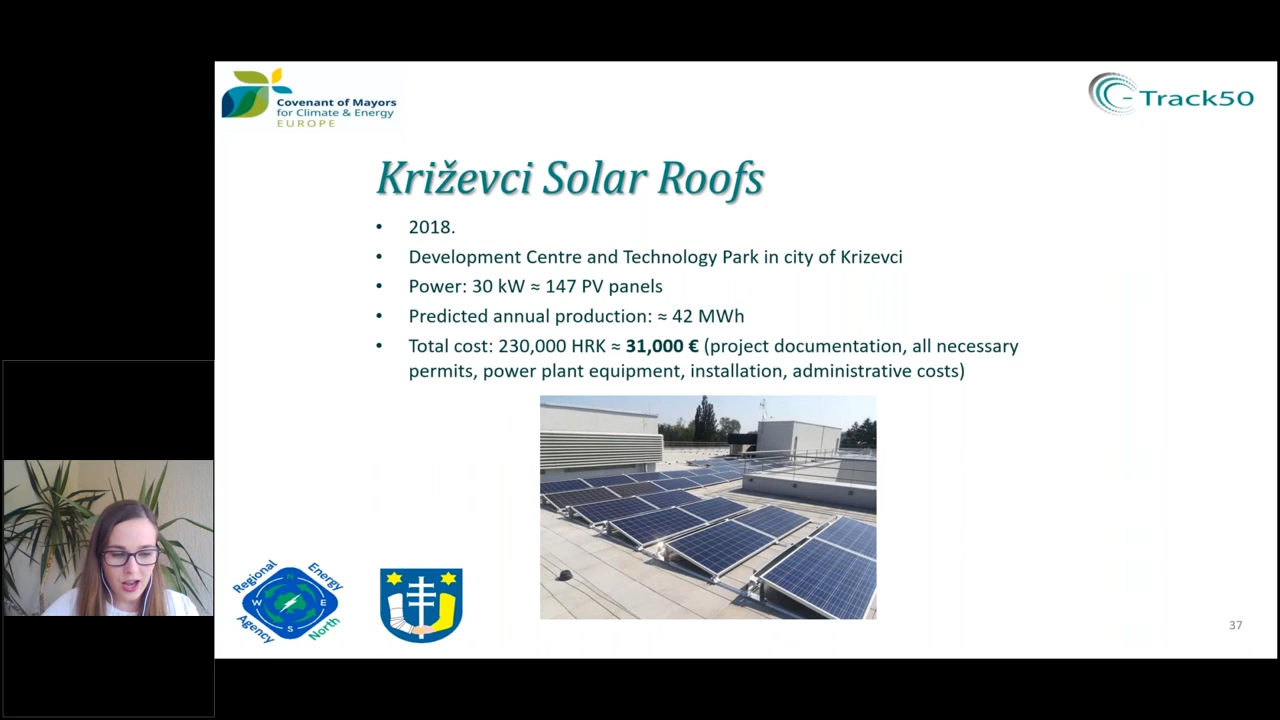 Covenant of Mayors
for Climate & Energy
EUROPE
C-Track50
Križevci Solar Roofs
• 2018.
• Development Centre and Technology Park in city of Krizevci
• Power: 30 kW ≈ 147 PV panels
• Predicted annual production: ≈ 42 MWh
• Total cost: 230,000 HRK ≈ 31,000 € (project documentation, all necessary
permits, power plant equipment, installation, administrative costs)
Regional Energy
Agency North
N
W E
S
37